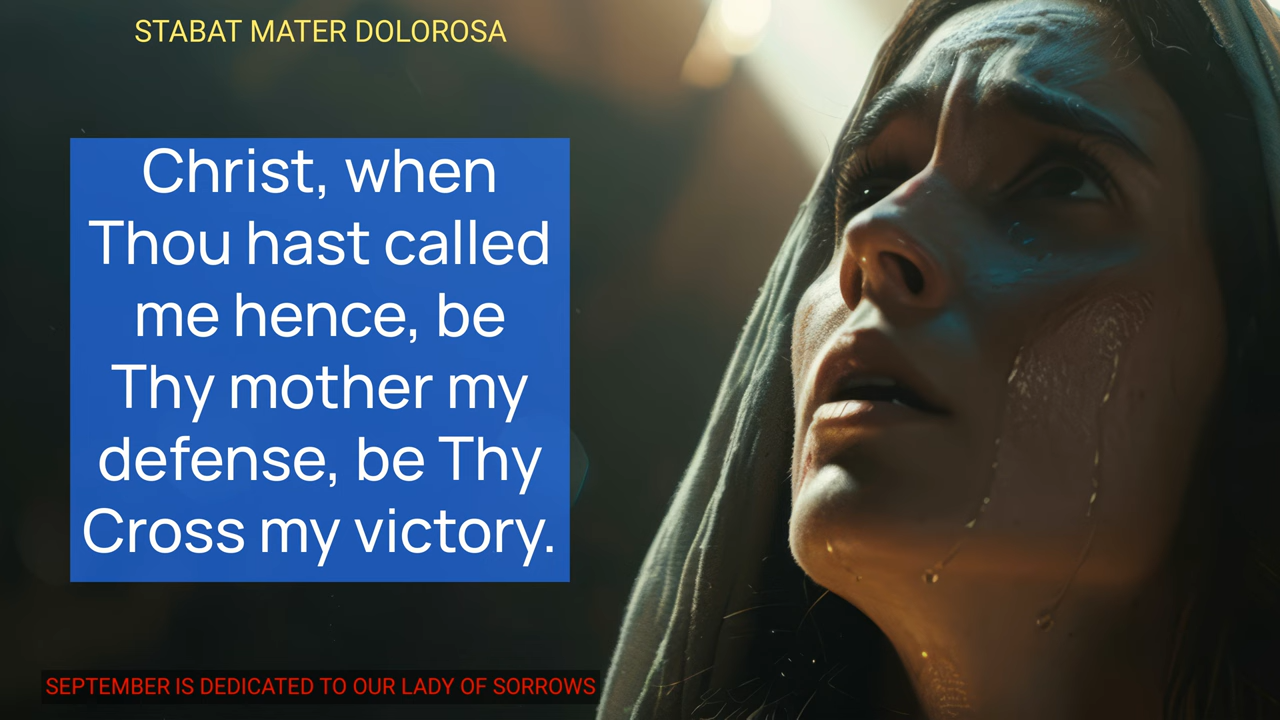 STABAT MATER DOLOROSA
Christ, when
Thou hast called
me hence, be
Thy mother my
defense, be Thy
Cross my victory.
SEPTEMBER IS DEDICATED TO OUR LADY OF SORROWS